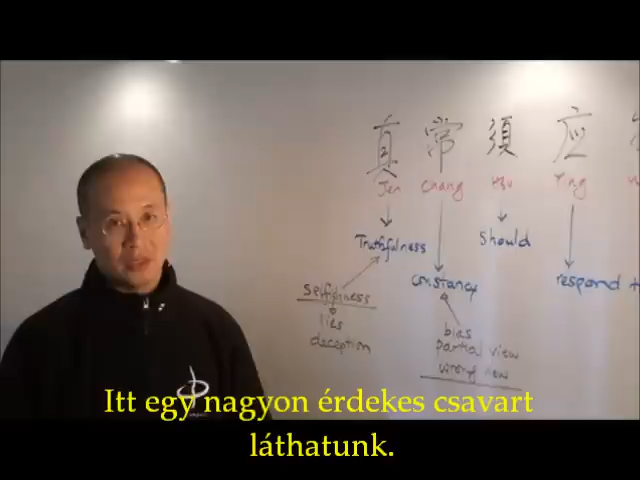 真 常 須 应
Jen Chang Hsu Ying
Truthfulness Should
constancy respond
Selfishness
lies
deception
bias
partial view
wrong view
Itt egy nagyon érdekes csavart
láthatunk.